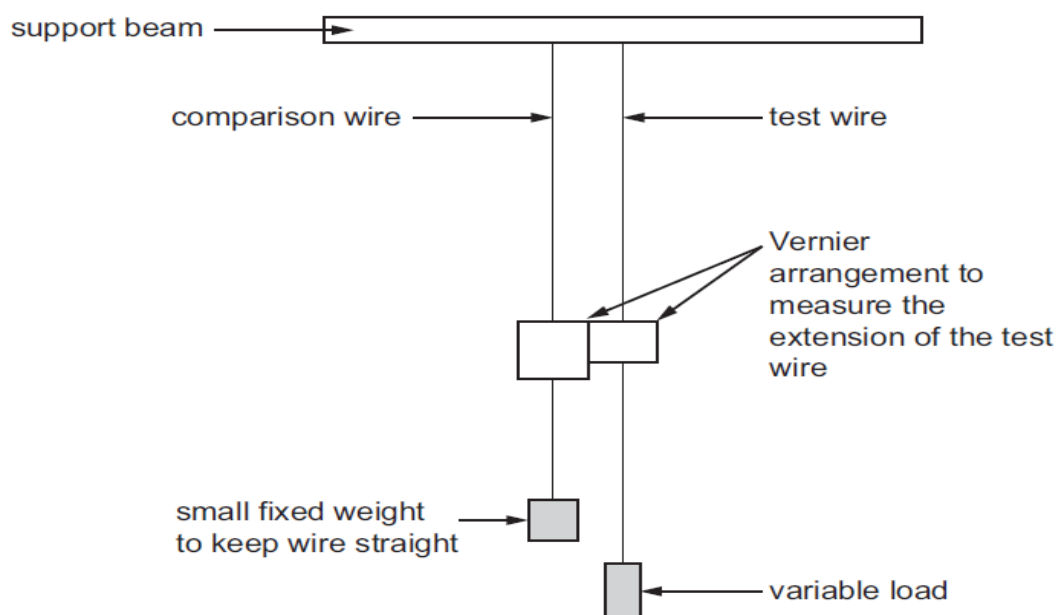 support beam
comparison wire
test wire
Vernier
arrangement to
measure the
extension of the test
wire
small fixed weight
to keep wire straight
variable load